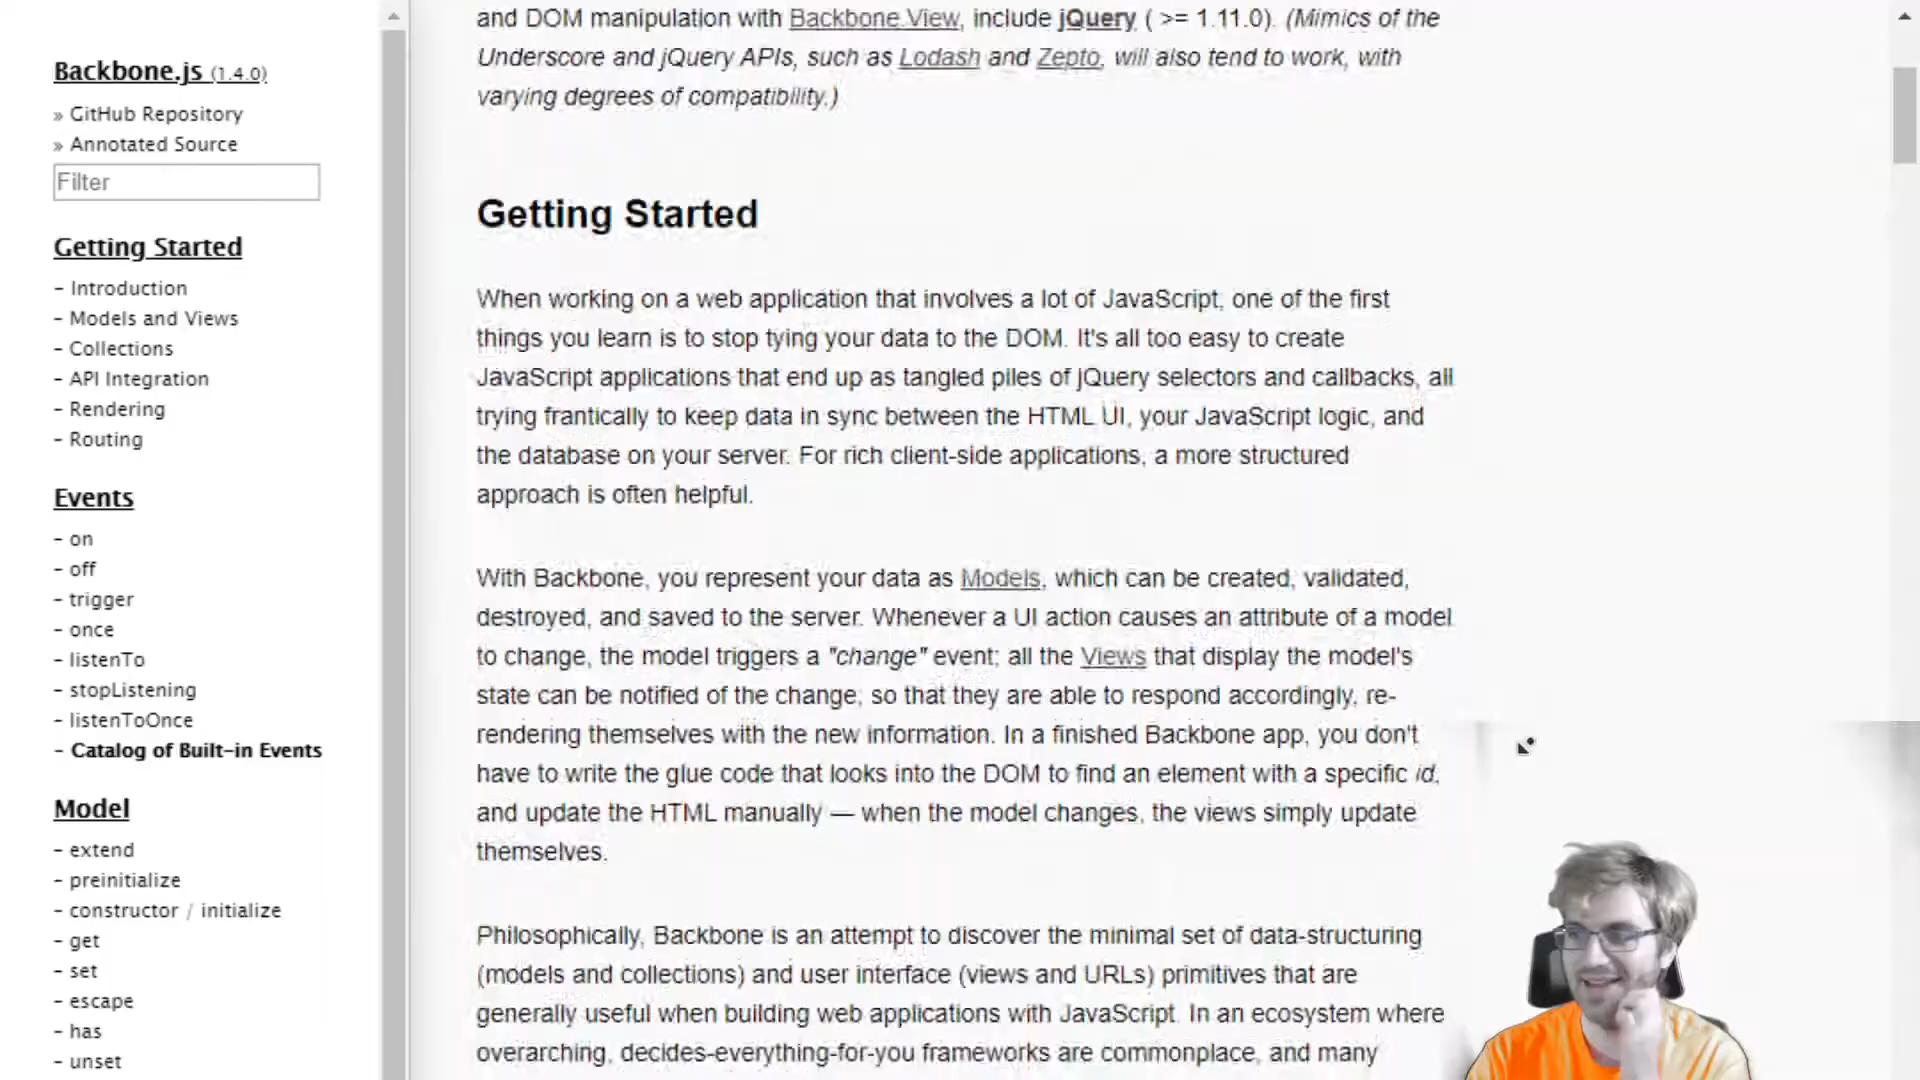 Backbone.js (1.4.0)
» GitHub Repository
» Annotated Source
Filter
Getting Started
- Introduction
- Models and Views
- Collections
- API Integration
- Rendering
- Routing
Events
- on
- off
- trigger
- once
- listenTo
- stopListening
- listenToOnce
- Catalog of Built-in Events
Model
- extend
- preinitialize
- constructor / initialize
- get
- set
- escape
- has
- unset
and DOM manipulation with Backbone.View, include jQuery ( >= 1.11.0). (Mimics of the
Underscore and jQuery APIs, such as Lodash and Zepto, will also tend to work, with
varying degrees of compatibility.)
Getting Started
When working on a web application that involves a lot of JavaScript, one of the first
things you learn is to stop tying your data to the DOM. It's all too easy to create
JavaScript applications that end up as tangled piles of jQuery selectors and callbacks, all
trying frantically to keep data in sync between the HTML UI, your JavaScript logic, and
the database on your server. For rich client-side applications, a more structured
approach is often helpful.
With Backbone, you represent your data as Models, which can be created, validated,
destroyed, and saved to the server. Whenever a UI action causes an attribute of a model
to change, the model triggers a "change" event; all the Views that display the model's
state can be notified of the change, so that they are able to respond accordingly, re-
rendering themselves with the new information. In a finished Backbone app, you don't
have to write the glue code that looks into the DOM to find an element with a specific id,
and update the HTML manually — when the model changes, the views simply update
themselves.
Philosophically, Backbone is an attempt to discover the minimal set of data-structuring
(models and collections) and user interface (views and URLs) primitives that are
generally useful when building web applications with JavaScript. In an ecosystem where
overarching, decides-everything-for-you frameworks are commonplace, and many